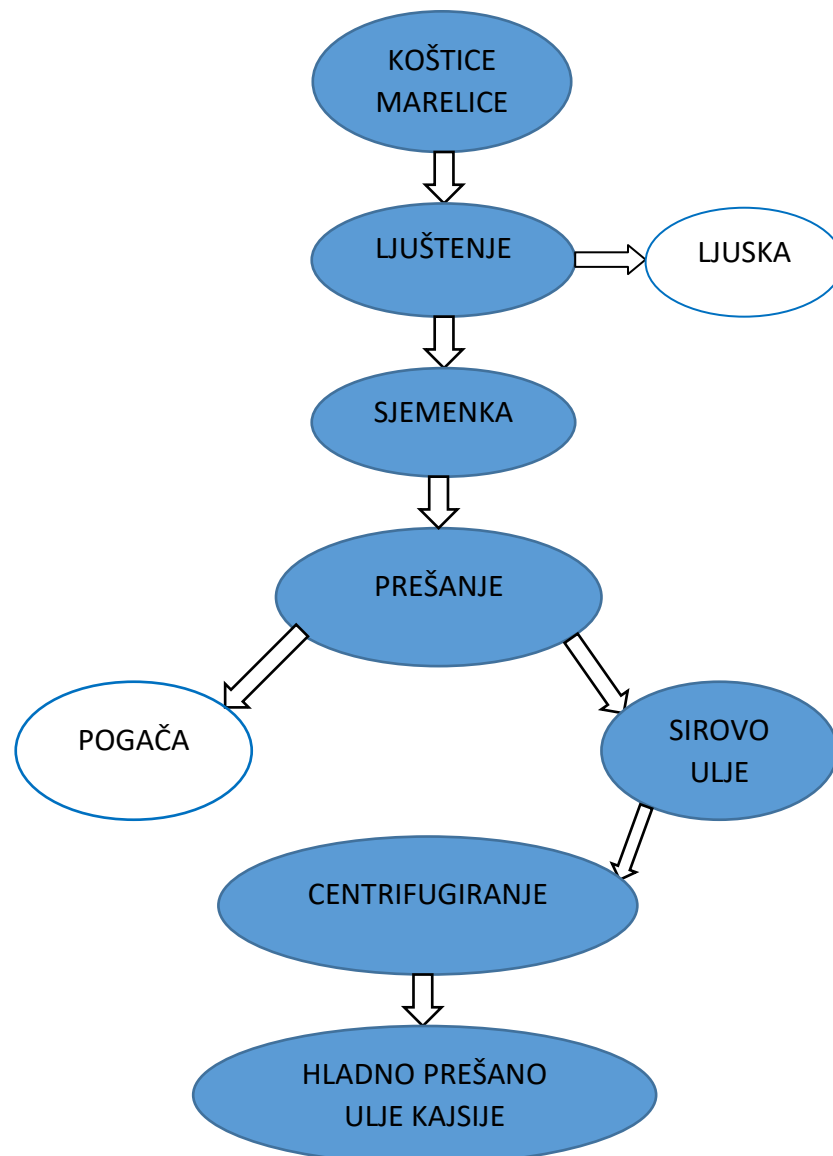 KOŠTICE
MARELICE
LJUŠTENJE
LJUSKA
SJEMENKA
PREŠANJE
POGAČA
SIROVO
ULJE
CENTRIFUGIRANJE
HLADNO PREŠANO
ULJE KAJSIJE